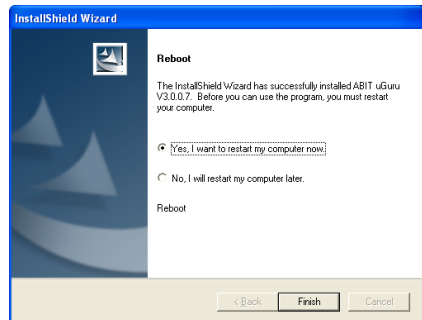 InstallShield Wizard
Reboot
The InstallShield Wizard has successfully installed ABIT uGuru
V3.0.0.7. Before you can use the program, you must restart
your computer.
Yes, I want to restart my computer now.
No, I will restart my computer later.
Reboot
< Back Finish Cancel